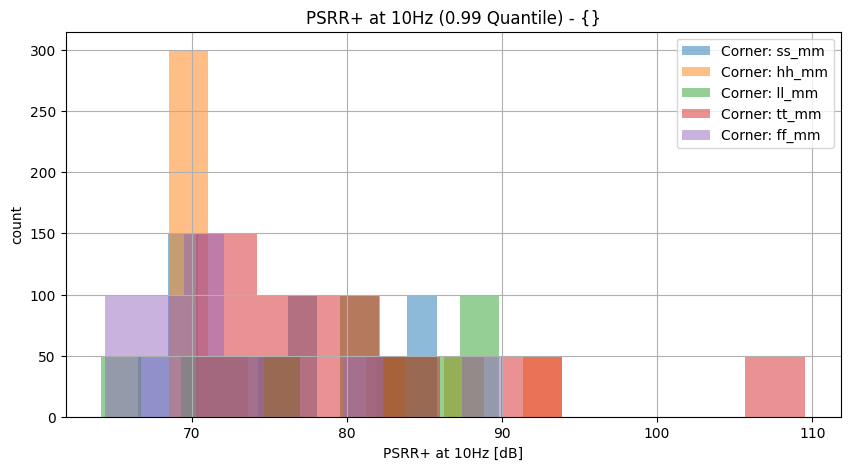 PSRR+ at 10Hz (0.99 Quantile) - {}
Corner: ss_mm
Corner: hh_mm
Corner: ll_mm
Corner: tt_mm
Corner: ff_mm
count
300
250
200
150
100
50
0
70 80 90 100 110
PSRR+ at 10Hz [dB]